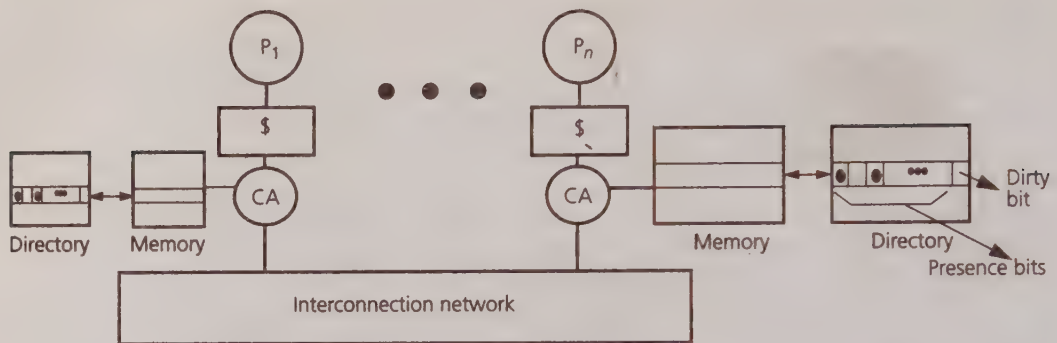 P1
Pn
$
$
CA
CA
Directory
Memory
Memory
Directory
Dirty
bit
Presence bits
Interconnection network